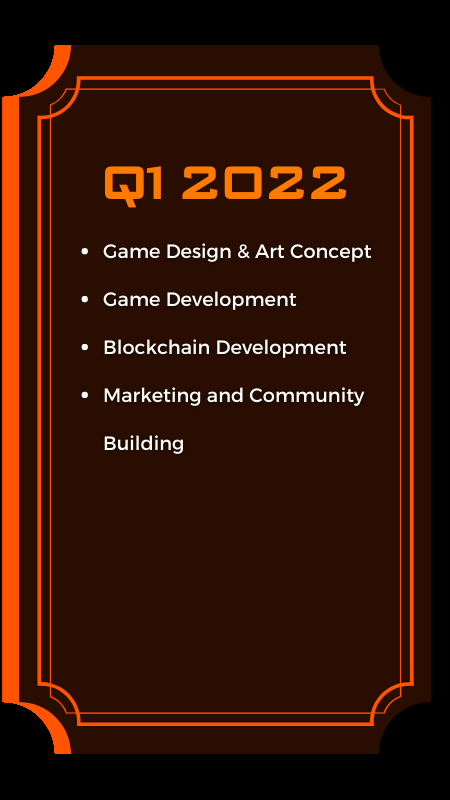 Q1 2022
• Game Design & Art Concept
• Game Development
• Blockchain Development
• Marketing and Community
Building